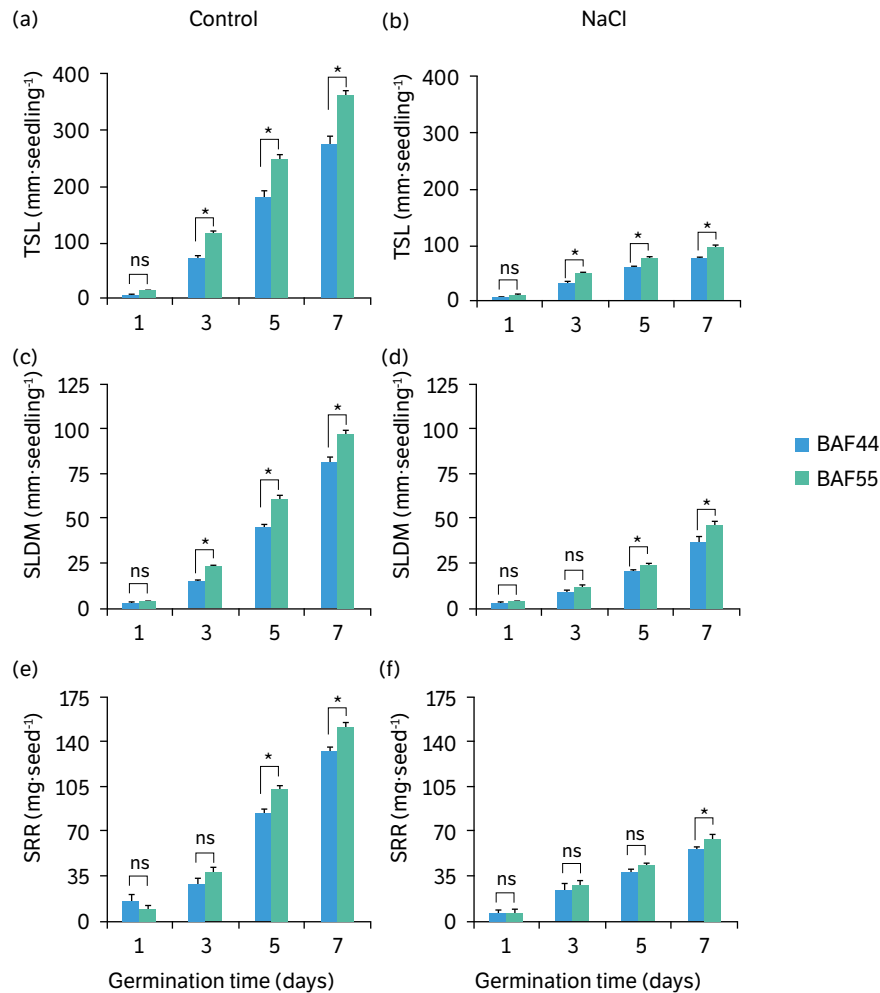 (a) Control
(b) NaCl
TSL (mm·seedling⁻¹)
400
300
200
100
0
ns * * *
1 3 5 7
TSL (mm·seedling⁻¹)
400
300
200
100
0
ns * * *
1 3 5 7
(c)
SLDM (mm·seedling⁻¹)
125
100
75
50
25
0
ns * * *
1 3 5 7
(d)
SLDM (mm·seedling⁻¹)
125
100
75
50
25
0
ns ns * *
1 3 5 7
BAF44
BAF55
(e)
SRR (mg·seed⁻¹)
175
140
105
70
35
0
ns ns * *
1 3 5 7
Germination time (days)
(f)
SRR (mg·seed⁻¹)
175
140
105
70
35
0
ns ns ns *
1 3 5 7
Germination time (days)